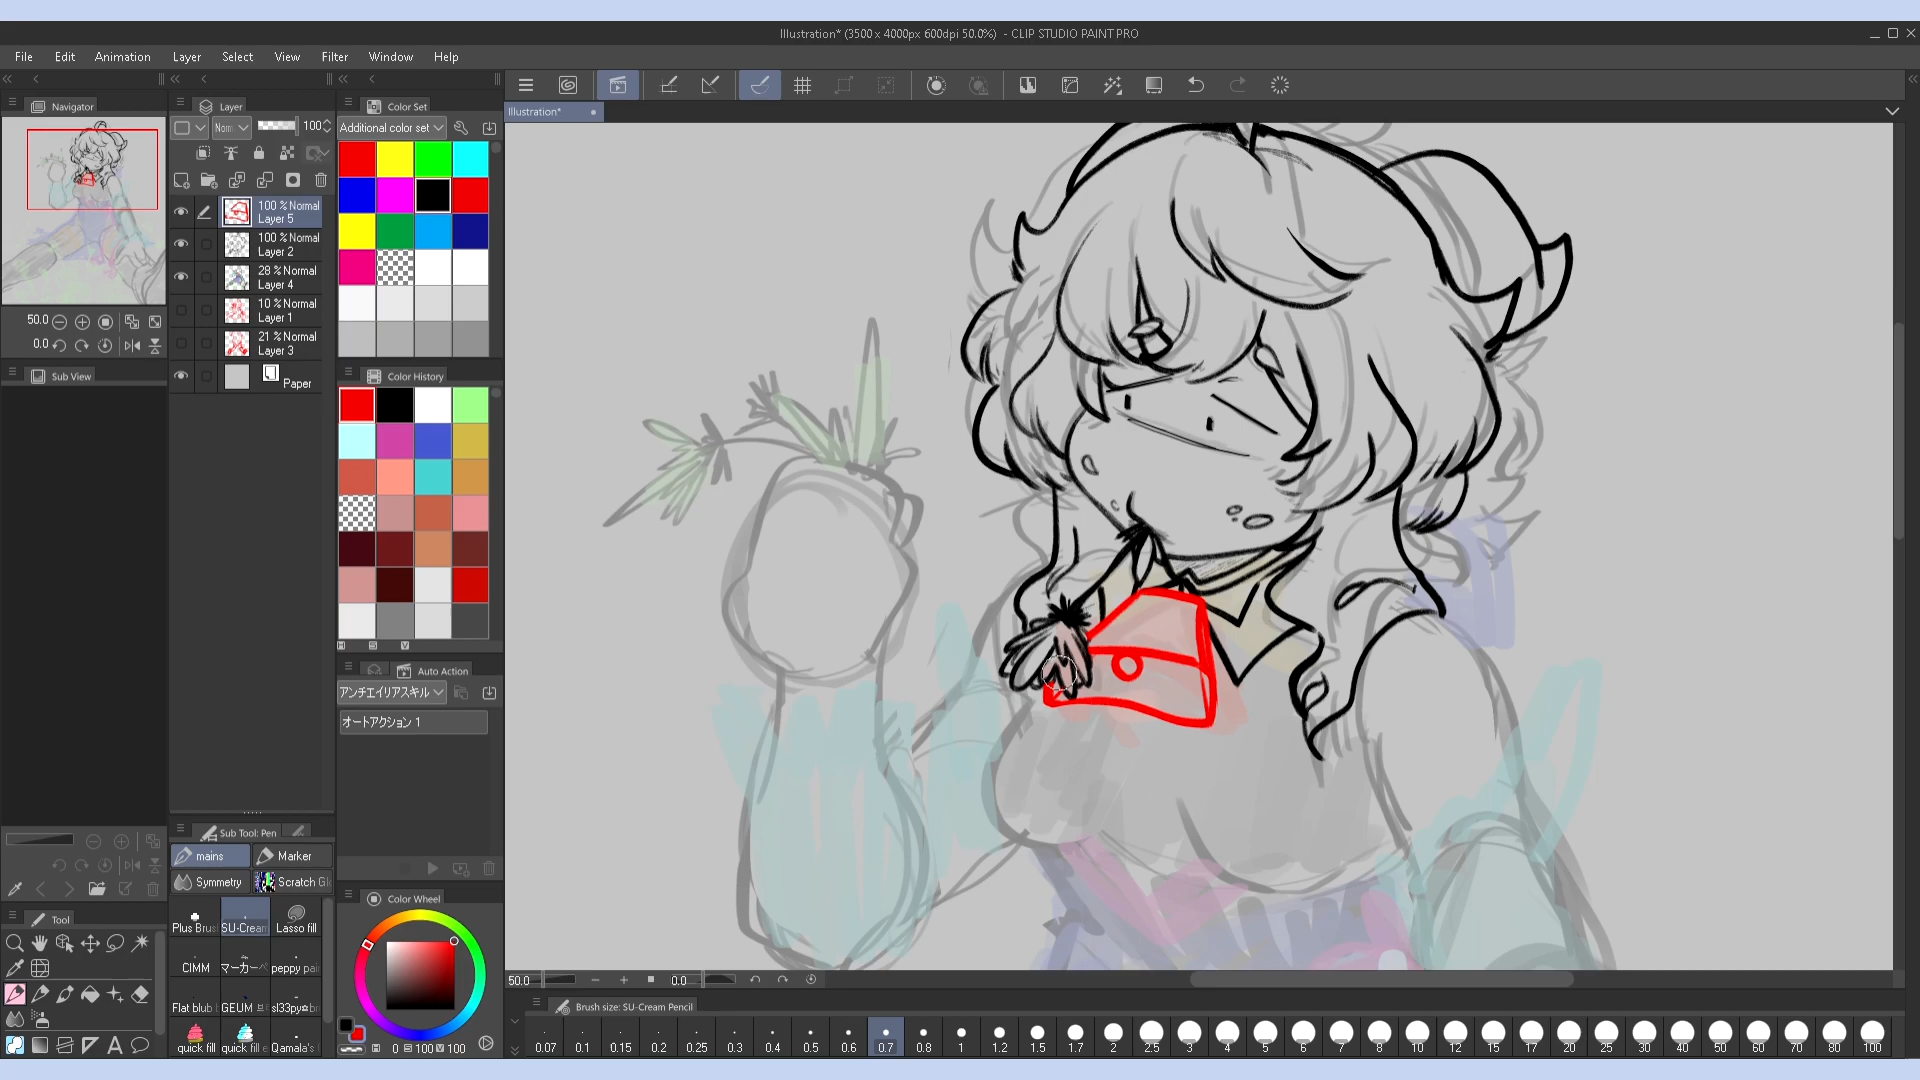 Illustration* (3500 x 4000px 600dpi 50.0%) - CLIP STUDIO PAINT PRO
File Edit Animation Layer Select View Filter Window Help
Navigator
Layer
Color Set
Illustration*
Norm
100
Additional color set
100 % Normal
Layer 5
100 % Normal
Layer 2
28 % Normal
Layer 4
10 % Normal
Layer 1
21 % Normal
Layer 3
Paper
50.0
0.0
Sub View
Color History
H S V
Auto Action
アンチエイリアスキル
オートアクション 1
Sub Tool: Pen
mains
Marker
Symmetry
Scratch Gl
Plus Brus
SU-Cream
Lasso fill
CIMM
マーカーペ
peppy pai
Flat blub
GEUM
sl33py
quick fill
quick fill e
Qamala's
Tool
Color Wheel
H 0 S 100 V 100
50.0
0.0
Brush size: SU-Cream Pencil
0.07 0.1 0.15 0.2 0.25 0.3 0.4 0.5 0.6 0.7 0.8 1 1.2 1.5 1.7 2 2.5 3 4 5 6 7 8 10 12 15 17 20 25 30 40 50 60 70 80 100